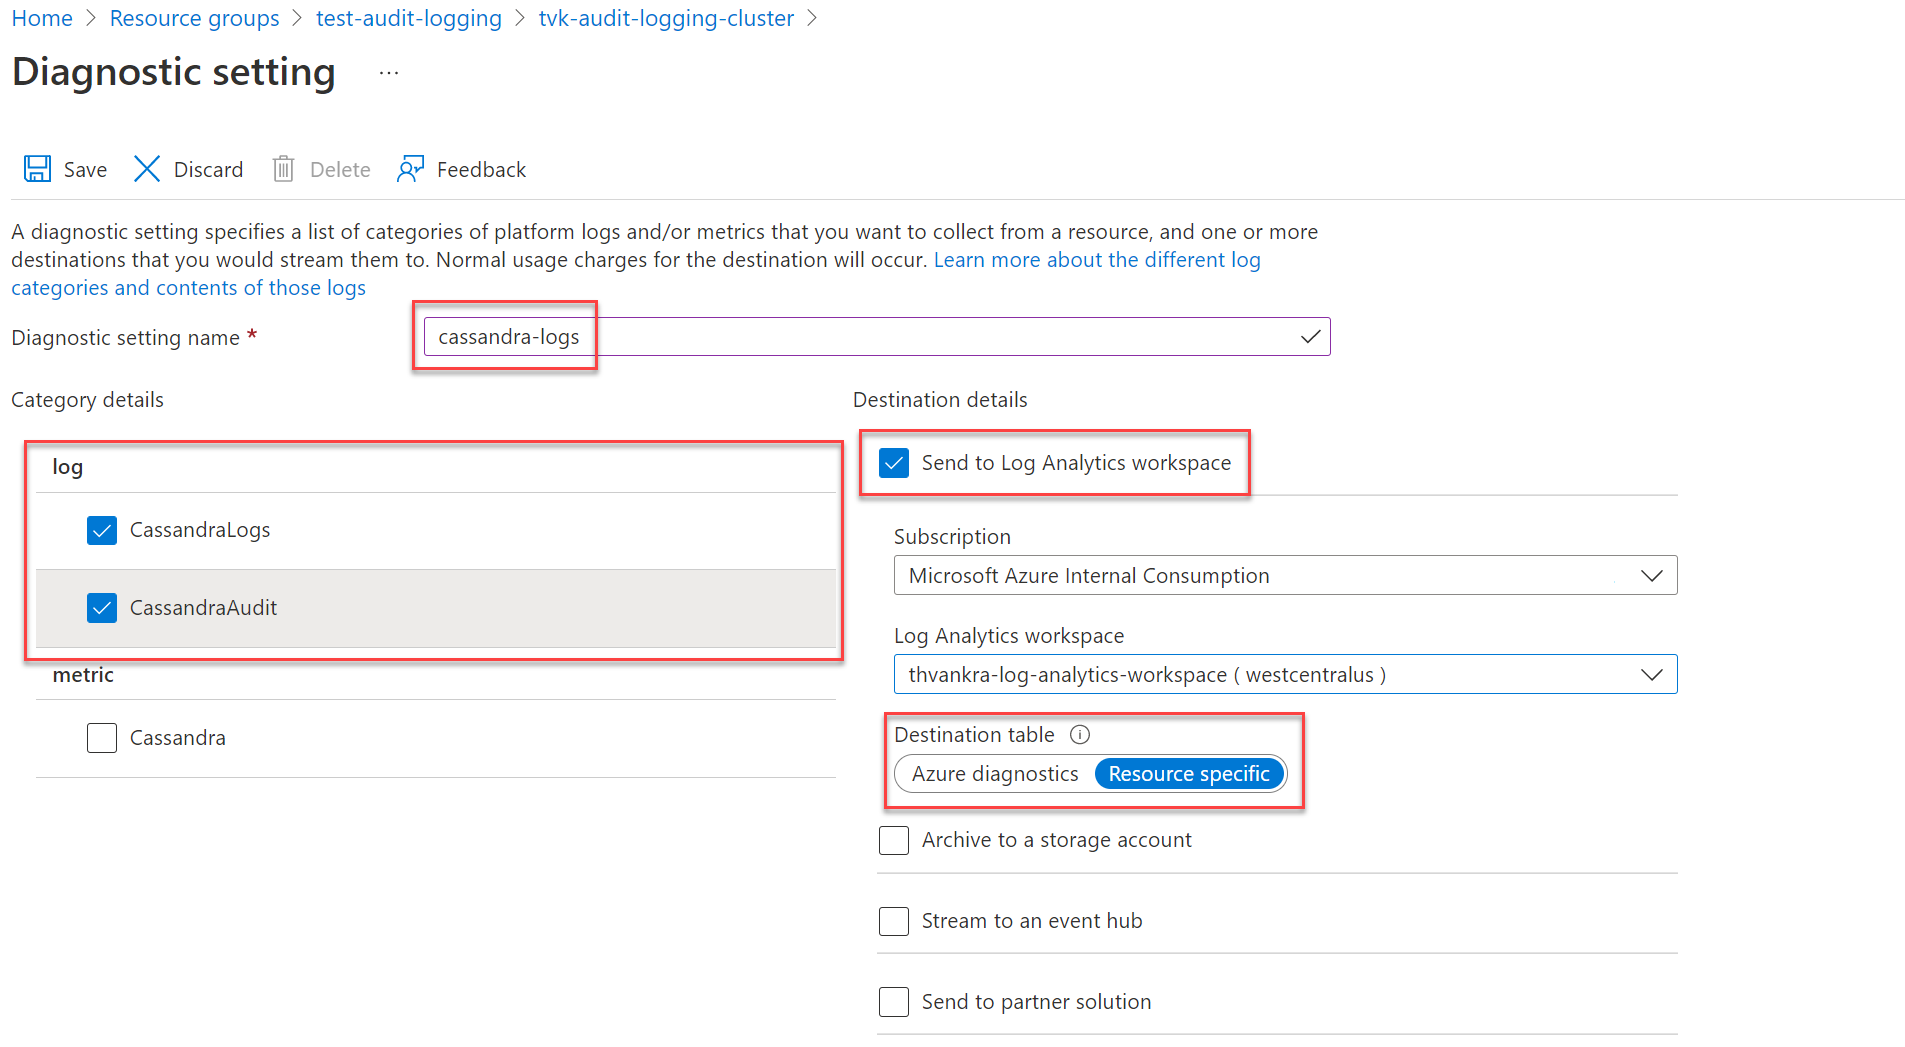 Home > Resource groups > test-audit-logging > tvk-audit-logging-cluster >
Diagnostic setting ...
Save Discard Delete Feedback
A diagnostic setting specifies a list of categories of platform logs and/or metrics that you want to collect from a resource, and one or more
destinations that you would stream them to. Normal usage charges for the destination will occur. Learn more about the different log
categories and contents of those logs
Diagnostic setting name *
cassandra-logs
Category details
log
CassandraLogs
CassandraAudit
metric
Cassandra
Destination details
Send to Log Analytics workspace
Subscription
Microsoft Azure Internal Consumption
Log Analytics workspace
thvankra-log-analytics-workspace ( westcentralus )
Destination table
Azure diagnostics Resource specific
Archive to a storage account
Stream to an event hub
Send to partner solution